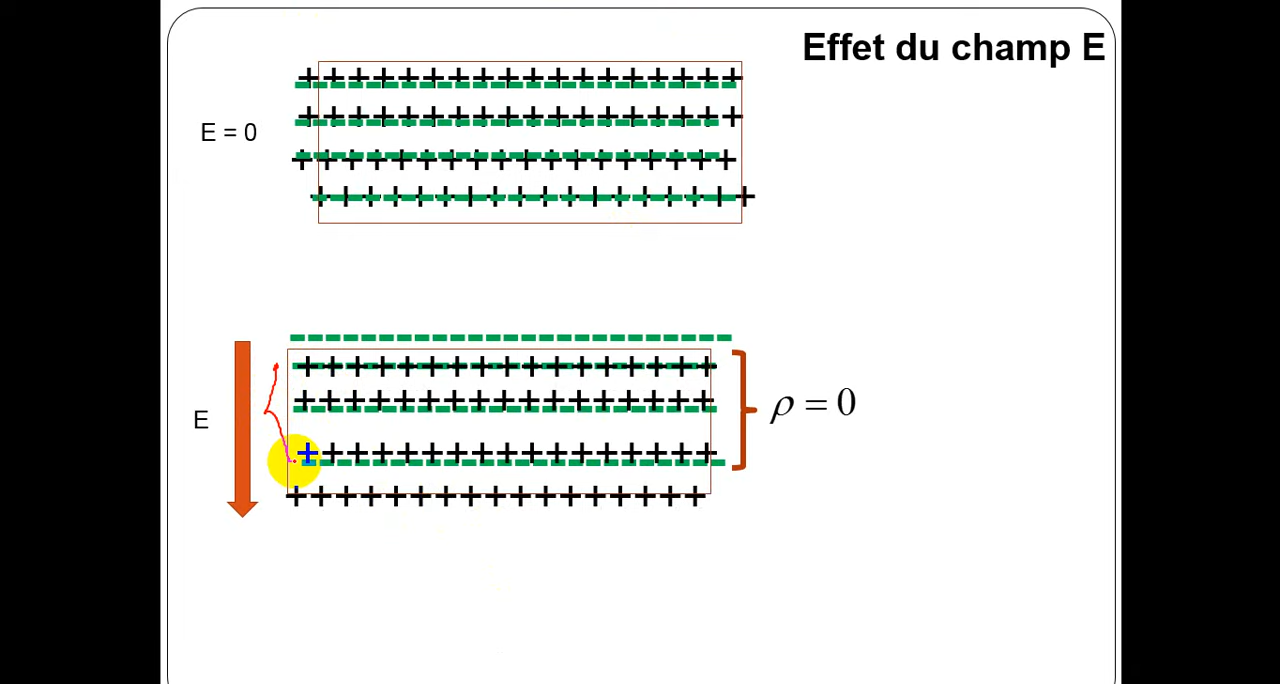 Effet du champ E
E = 0
E
ρ = 0